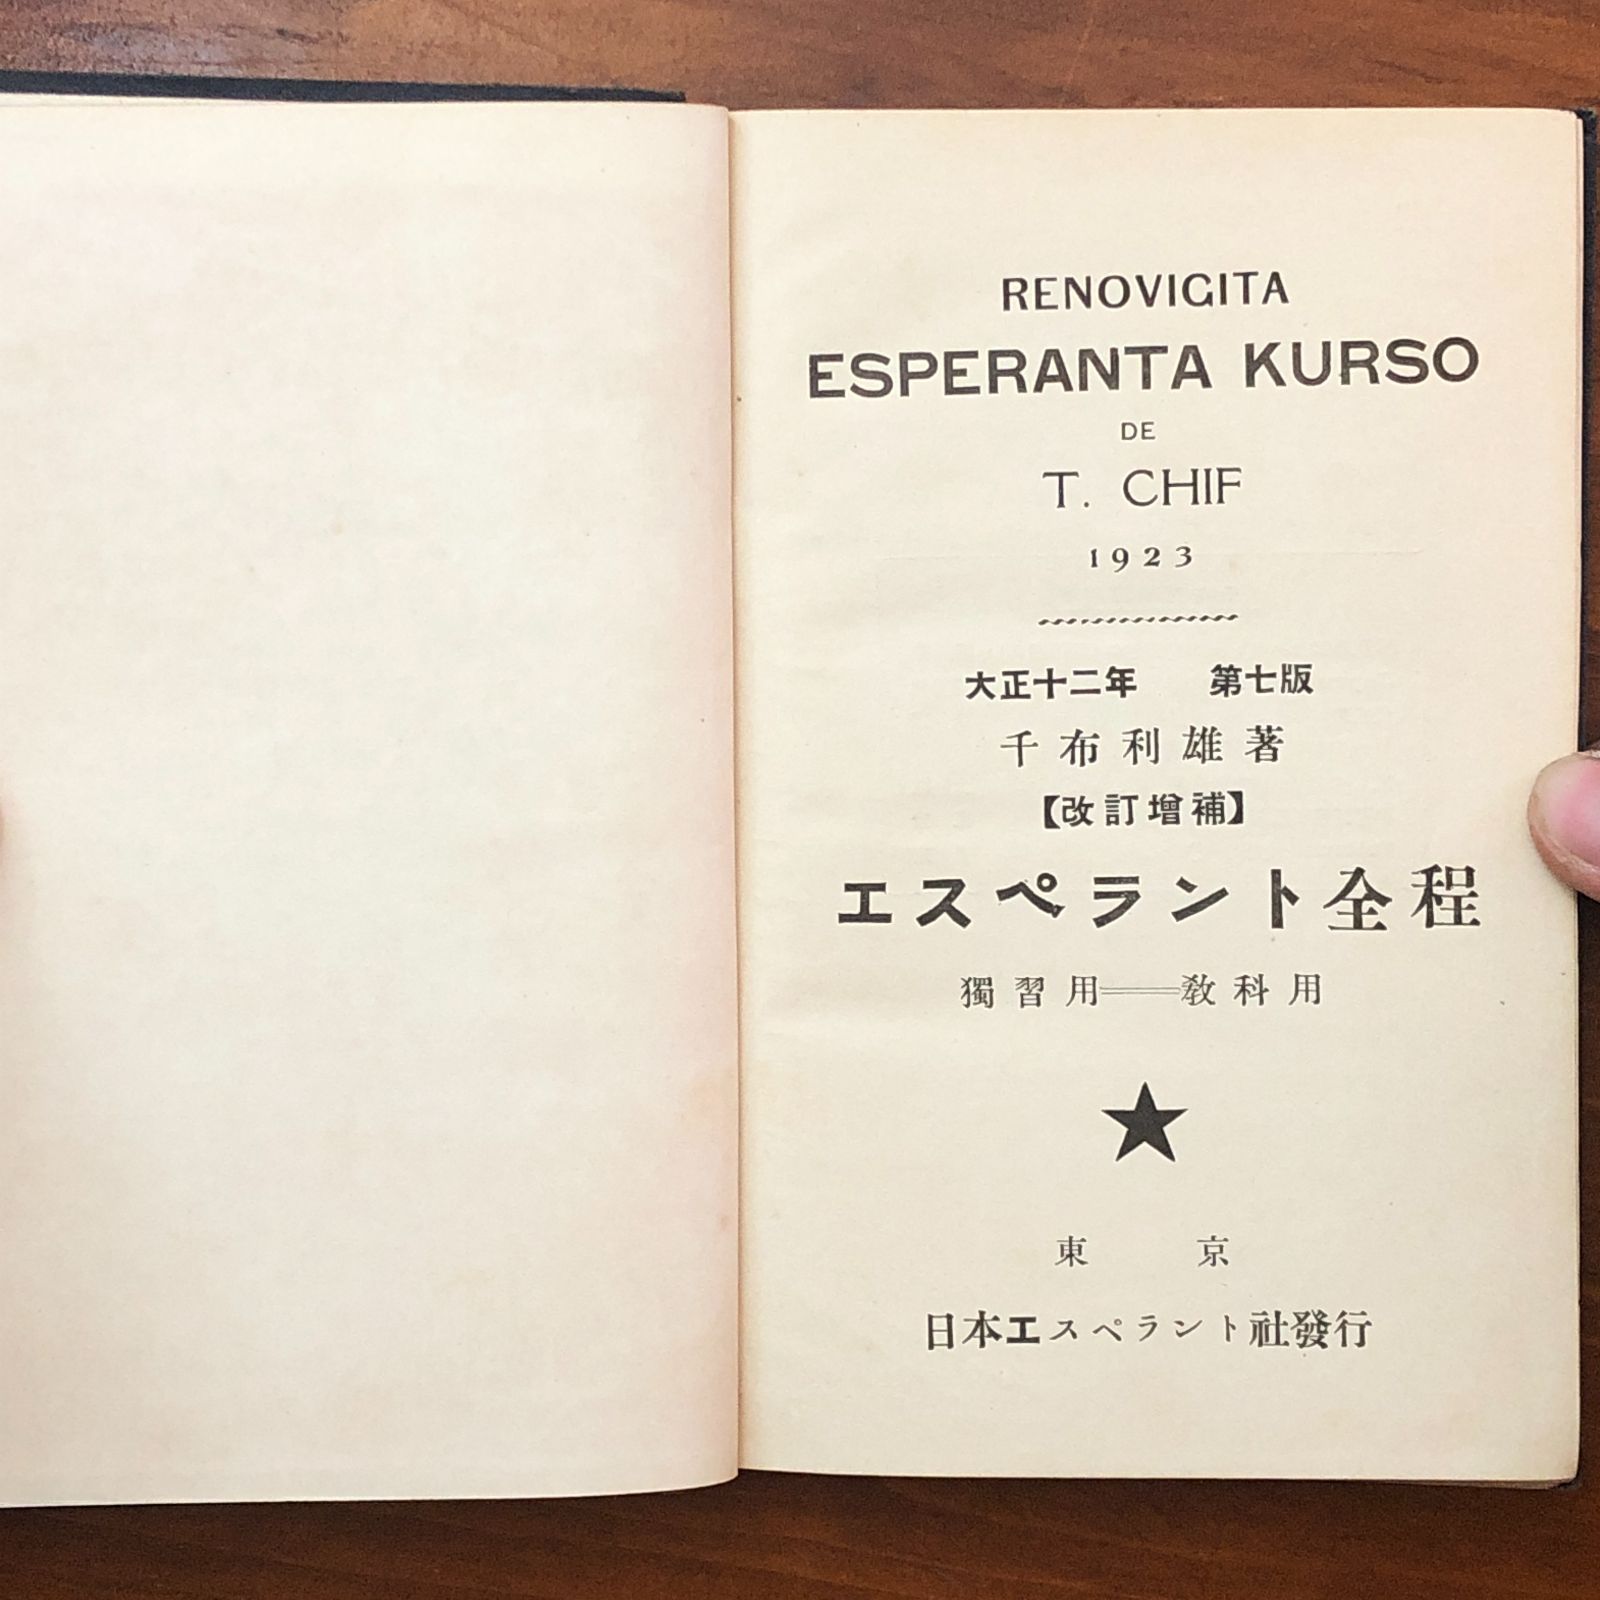 RENOVIGITA
ESPERANTA KURSO
DE
T. CHIF
1923
大正十二年　第七版
千布利雄著
【改訂增補】
エスペラント全程
獨習用══敎科用
★
東京
日本エスペラント社發行